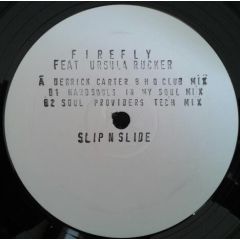 FIREFLY
FEAT URSULA RUCKER
A DERRICK CARTER B H Q CLUB MIX
B1 HARDSOULS IN MY SOUL MIX
B2 SOUL PROVIDERS TECH MIX
SLIP N SLIDE